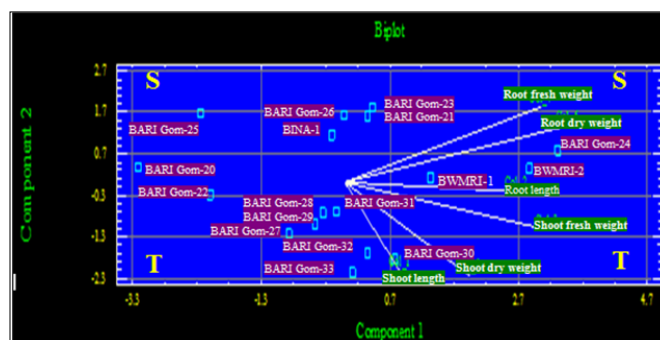 Biplot
Component 2
2.7
1.7
0.7
-0.3
-1.3
-2.3
S
S
BARI Gom-25
BARI Gom-26
BARI Gom-23
BARI Gom-21
BINA-1
Root fresh weight
Root dry weight
BARI Gom-24
BARI Gom-20
BWMRI-1
BWMRI-2
Root length
BARI Gom-22
BARI Gom-28
BARI Gom-31
BARI Gom-29
BARI Gom-27
Shoot fresh weight
BARI Gom-32
BARI Gom-30
T
T
BARI Gom-33
Shoot dry weight
Shoot length
-3.3
-1.3
0.7
2.7
4.7
Component 1